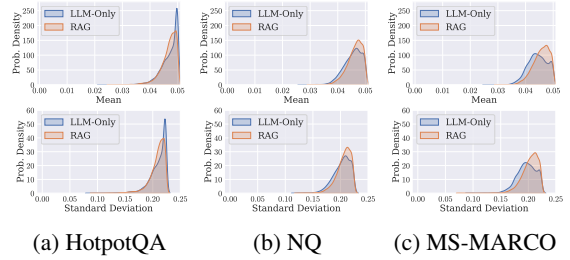 Prob. Density
250
200
150
100
50
0
LLM-Only
RAG
0.00 0.01 0.02 0.03 0.04 0.05
Mean
Prob. Density
250
200
150
100
50
0
LLM-Only
RAG
0.00 0.01 0.02 0.03 0.04 0.05
Mean
Prob. Density
250
200
150
100
50
0
LLM-Only
RAG
0.00 0.01 0.02 0.03 0.04 0.05
Mean
Prob. Density
60
50
40
30
20
10
0
LLM-Only
RAG
0.00 0.05 0.10 0.15 0.20 0.25
Standard Deviation
Prob. Density
60
50
40
30
20
10
0
LLM-Only
RAG
0.00 0.05 0.10 0.15 0.20 0.25
Standard Deviation
Prob. Density
60
50
40
30
20
10
0
LLM-Only
RAG
0.00 0.05 0.10 0.15 0.20 0.25
Standard Deviation
(a) HotpotQA (b) NQ (c) MS-MARCO